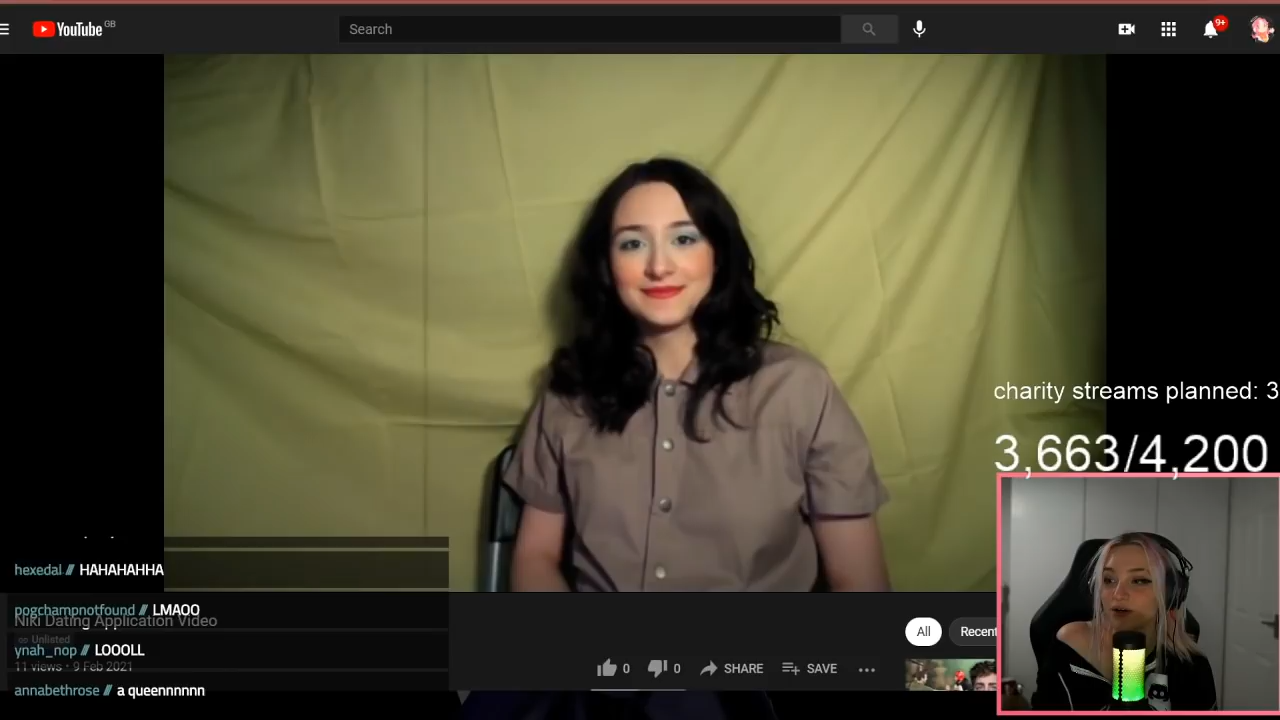 YouTube GB
Search
9+
charity streams planned: 3
3,663/4,200
hexedal // HAHAHAHHA
pogchampnotfound // LMAOO
Niki Dating Application Video
Unlisted
ynah_nop // LOOOLL
11 views • 9 Feb 2021
annabethrose // a queennnnnn
0
0
SHARE
SAVE
All
Recent